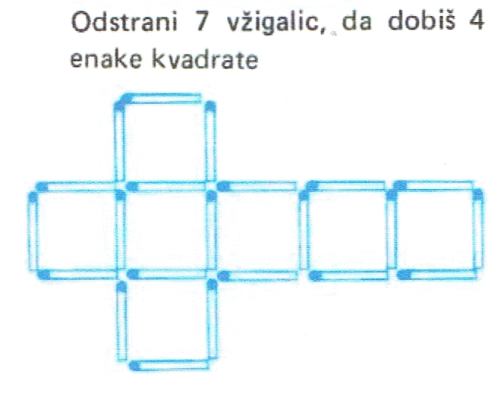 Odstrani 7 vžigalic, da dobiš 4
enake kvadrate